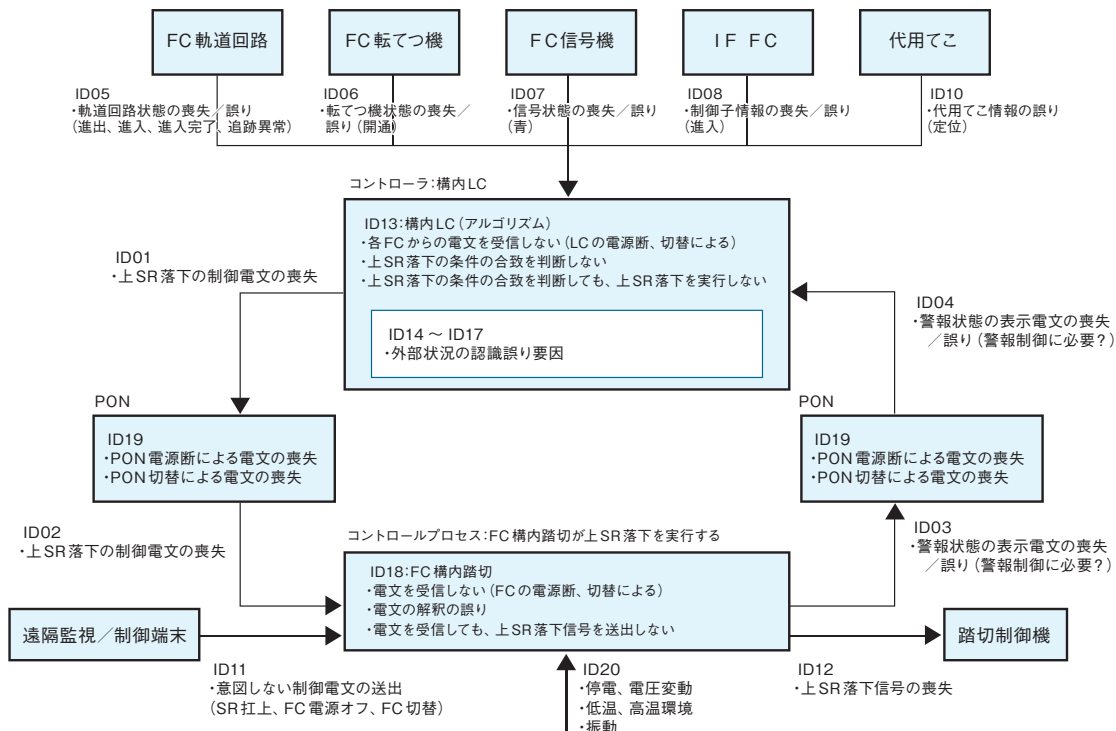 FC軌道回路
FC転てつ機
FC信号機
IF FC
代用てこ
ID05
・軌道回路状態の喪失／誤り
(進出、進入、進入完了、追跡異常)
ID06
・転てつ機状態の喪失／
誤り(開通)
ID07
・信号状態の喪失／誤り
(青)
ID08
・制御子情報の喪失／誤り
(進入)
ID10
・代用てこ情報の誤り
(定位)
コントローラ：構内LC
ID13：構内LC(アルゴリズム)
・各FCからの電文を受信しない(LCの電源断、切替による)
・上SR落下の条件の合致を判断しない
・上SR落下の条件の合致を判断しても、上SR落下を実行しない
ID14 ～ ID17
・外部状況の認識誤り要因
ID01
・上SR落下の制御電文の喪失
ID04
・警報状態の表示電文の喪失
／誤り(警報制御に必要？)
PON
ID19
・PON電源断による電文の喪失
・PON切替による電文の喪失
PON
ID19
・PON電源断による電文の喪失
・PON切替による電文の喪失
ID02
・上SR落下の制御電文の喪失
ID03
・警報状態の表示電文の喪失
／誤り(警報制御に必要？)
コントロールプロセス：FC構内踏切が上SR落下を実行する
ID18：FC構内踏切
・電文を受信しない(FCの電源断、切替による)
・電文の解釈の誤り
・電文を受信しても、上SR落下信号を送出しない
遠隔監視／制御端末
踏切制御機
ID11
・意図しない制御電文の送出
(SR扛上、FC電源オフ、FC切替)
ID20
・停電、電圧変動
・低温、高温環境
・振動
ID12
・上SR落下信号の喪失